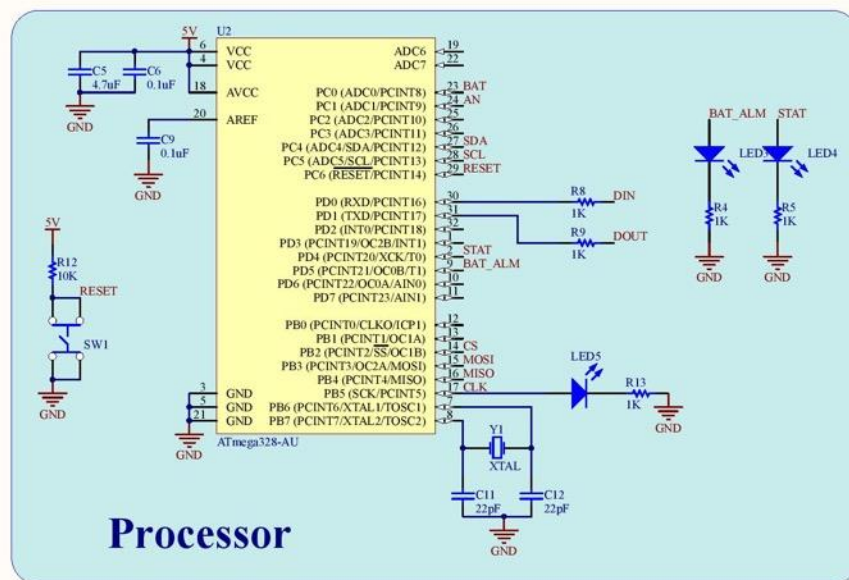 5V
U2
6 VCC
4 VCC
18 AVCC
20 AREF
C5
4.7uF
C6
0.1uF
GND
C9
0.1uF
GND
ADC6 19
ADC7 22
PC0 (ADC0/PCINT8) 23 BAT
PC1 (ADC1/PCINT9) 24 AN
PC2 (ADC2/PCINT10) 25
PC3 (ADC3/PCINT11) 26
PC4 (ADC4/SDA/PCINT12) 27 SDA
PC5 (ADC5/SCL/PCINT13) 28 SCL
PC6 (RESET/PCINT14) 29 RESET
PD0 (RXD/PCINT16) 30
PD1 (TXD/PCINT17) 31
PD2 (INT0/PCINT18) 32
PD3 (PCINT19/OC2B/INT1) 1
PD4 (PCINT20/XCK/T0) 2 STAT
PD5 (PCINT21/OC0B/T1) 9 BAT_ALM
PD6 (PCINT22/OC0A/AIN0) 10
PD7 (PCINT23/AIN1) 11
PB0 (PCINT0/CLKO/ICP1) 12
PB1 (PCINT1/OC1A) 13
PB2 (PCINT2/SS/OC1B) 14 CS
PB3 (PCINT3/OC2A/MOSI) 15 MOSI
PB4 (PCINT4/MISO) 16 MISO
PB5 (SCK/PCINT5) 17 CLK
PB6 (PCINT6/XTAL1/TOSC1) 7
PB7 (PCINT7/XTAL2/TOSC2) 8
3 GND
5 GND
21 GND
GND
ATmega328-AU
R8
1K
DIN
R9
1K
DOUT
BAT_ALM
LED3
R4
1K
GND
STAT
LED4
R5
1K
GND
5V
R12
10K
RESET
SW1
GND
LED5
R13
1K
GND
Y1
XTAL
C11
22pF
C12
22pF
GND
Processor